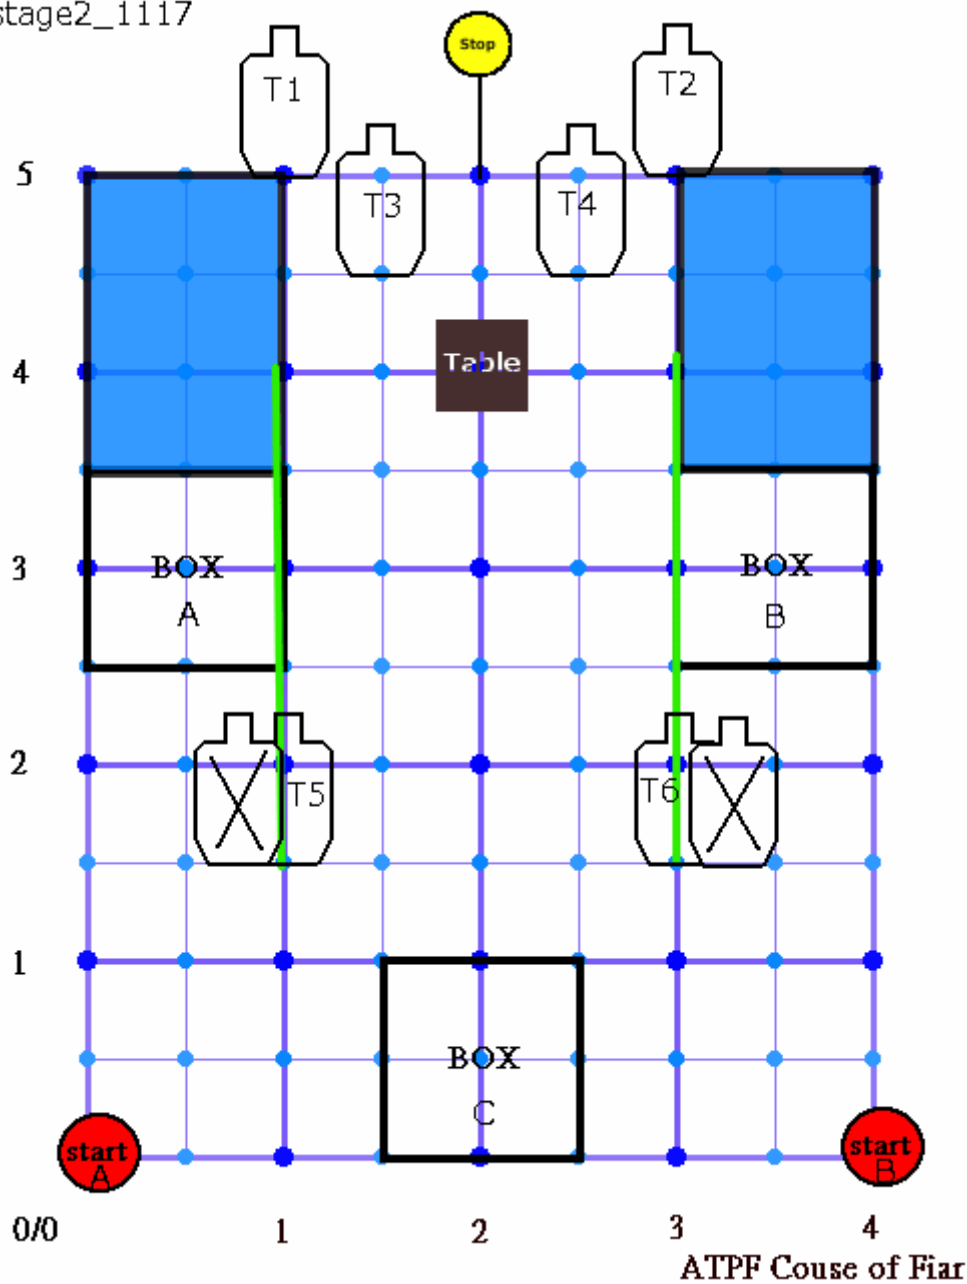 stage2_1117
Stop
T1
T2
T3
T4
5
Table
4
3
BOX
A
BOX
B
2
T5
T6
1
BOX
C
start
A
start
B
0/0
1
2
3
4
ATPF Couse of Fiar